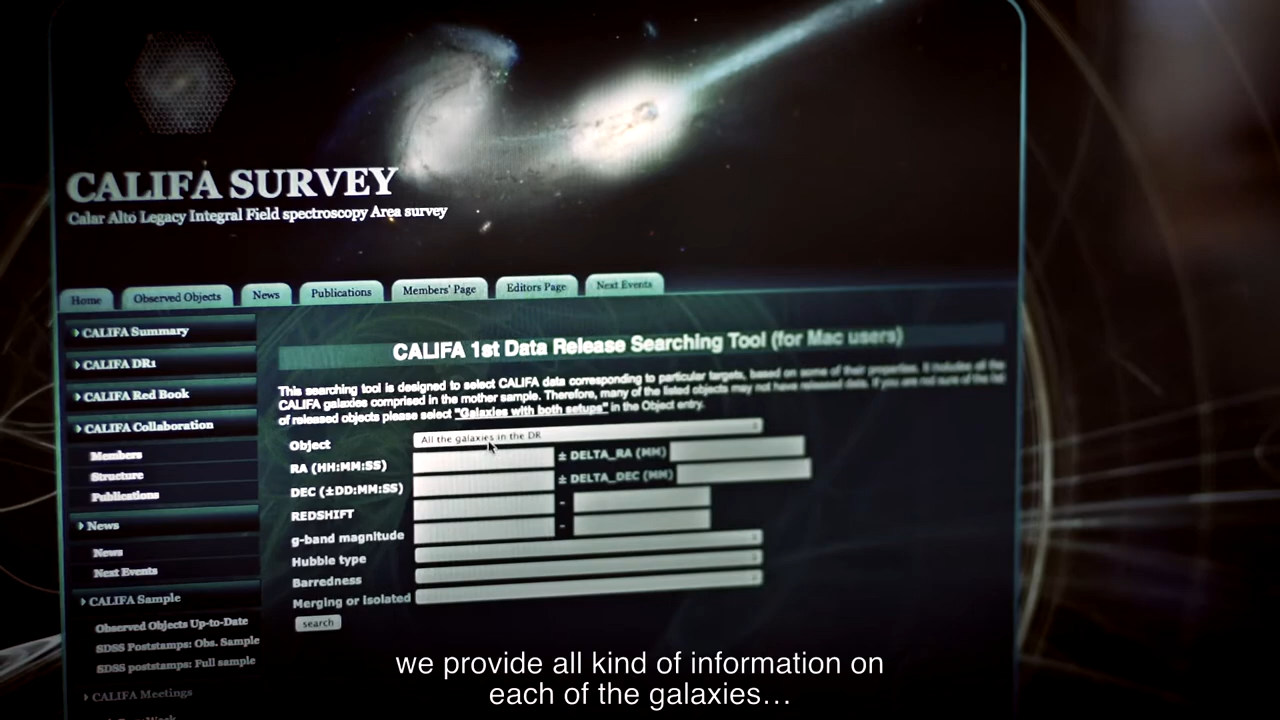 CALIFA SURVEY
Calar Alto Legacy Integral Field spectroscopy Area survey
Home Observed Objects News Publications Members' Page Editors Page Next Events
CALIFA Summary
CALIFA DR1
CALIFA Red Book
CALIFA Collaboration
Members
Structure
Publications
News
News
Next Events
CALIFA Sample
Observed Objects Up-to-Date
SDSS Poststamps: Obs. Sample
SDSS poststamps: Full sample
CALIFA Meetings
CALIFA 1st Data Release Searching Tool (for Mac users)
This searching tool is designed to select CALIFA data corresponding to particular targets, based on some of their properties. It includes all the
CALIFA galaxies comprised in the mother sample. Therefore, many of the listed objects may not have released data. If you are not sure of the list
of released objects please select "Galaxies with both setups" in the Object entry.
Object All the galaxies in the DR
RA (HH:MM:SS) ± DELTA_RA (MM)
DEC (±DD:MM:SS) ± DELTA_DEC (MM)
REDSHIFT -
g-band magnitude -
Hubble type
Barredness
Merging or Isolated
search
we provide all kind of information on
each of the galaxies...